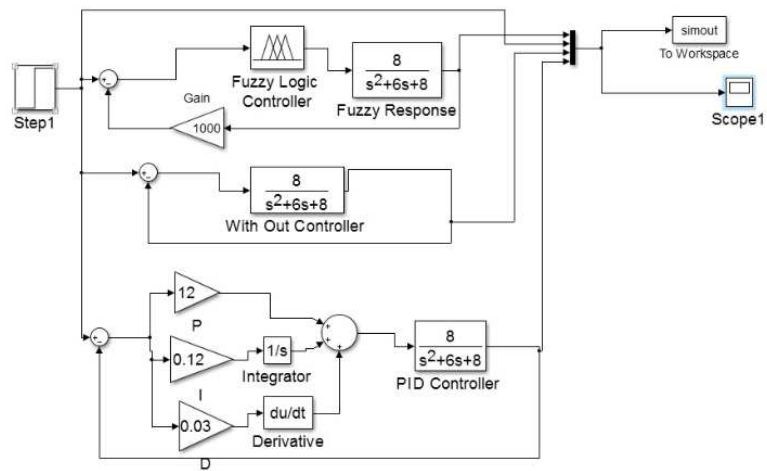 simout
To Workspace
Scope1
Step1
Fuzzy Logic
Controller
8
s2+6s+8
Fuzzy Response
Gain
1000
8
s2+6s+8
With Out Controller
12
P
0.12
I
1/s
Integrator
0.03
D
du/dt
Derivative
8
s2+6s+8
PID Controller